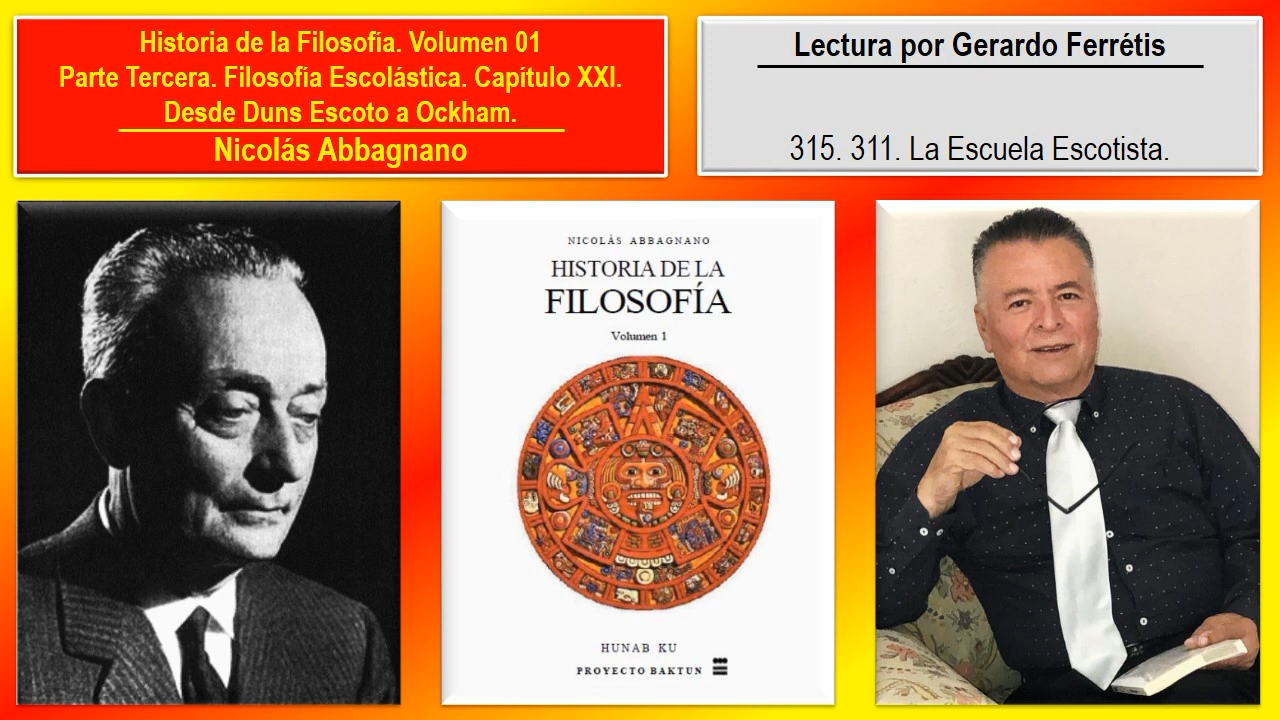 Historia de la Filosofía. Volumen 01
Parte Tercera. Filosofía Escolástica. Capítulo XXI.
Desde Duns Escoto a Ockham.
Nicolás Abbagnano
Lectura por Gerardo Ferrétis
315. 311. La Escuela Escotista.
NICOLÁS ABBAGNANO
HISTORIA DE LA
FILOSOFÍA
Volumen 1
HUNAB KU
PROYECTO BAKTUN